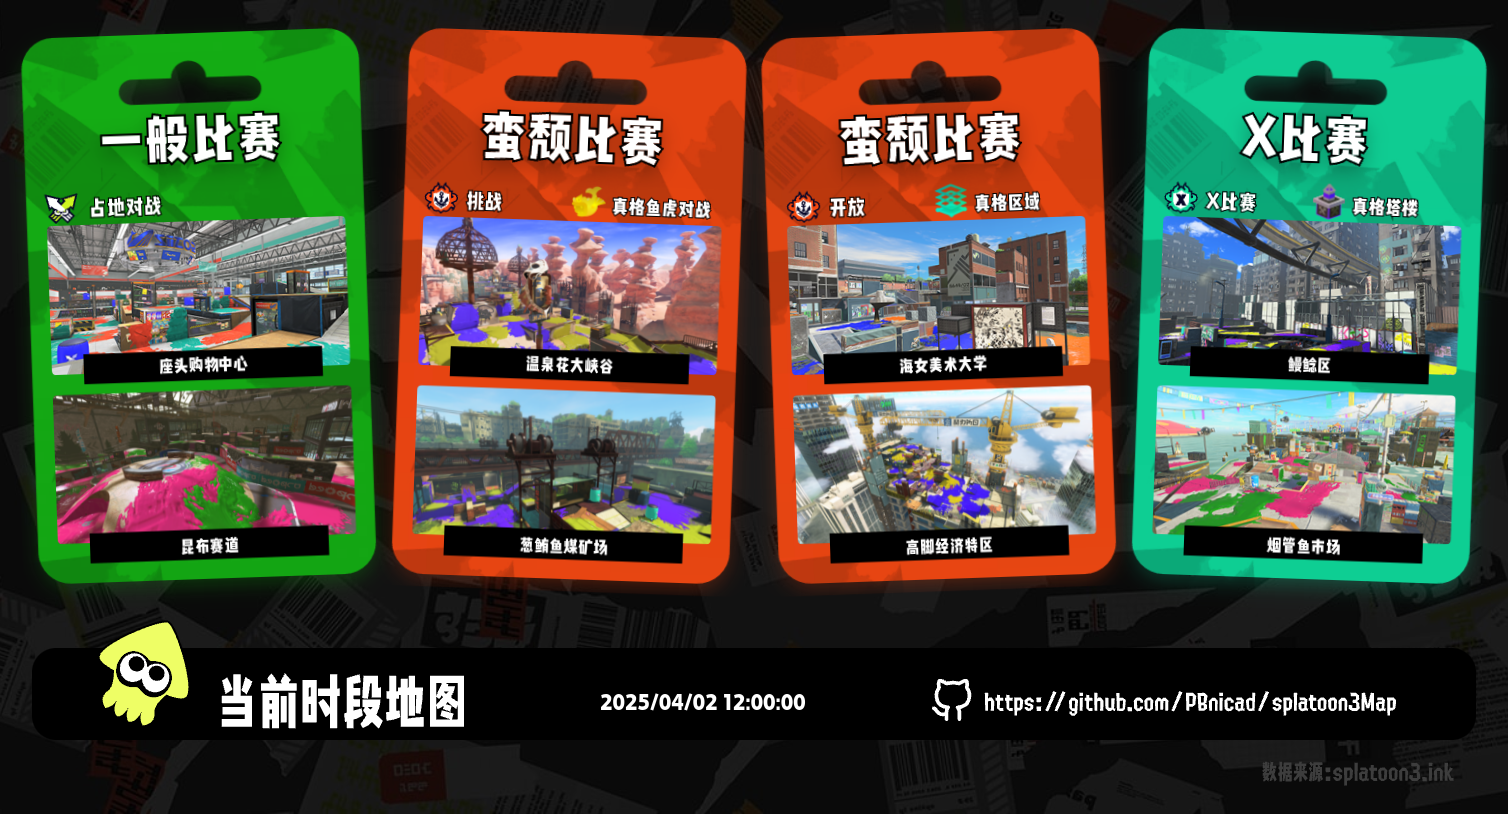 一般比赛
占地对战
座头购物中心
昆布赛道
蛮颓比赛
挑战
真格鱼虎对战
温泉花大峡谷
葱鲔鱼煤矿场
蛮颓比赛
开放
真格区域
海女美术大学
高脚经济特区
X比赛
X比赛
真格塔楼
鳗鲶区
烟管鱼市场
当前时段地图
2025/04/02 12:00:00
https://github.com/PBnicad/splatoon3Map
数据来源:splatoon3.ink